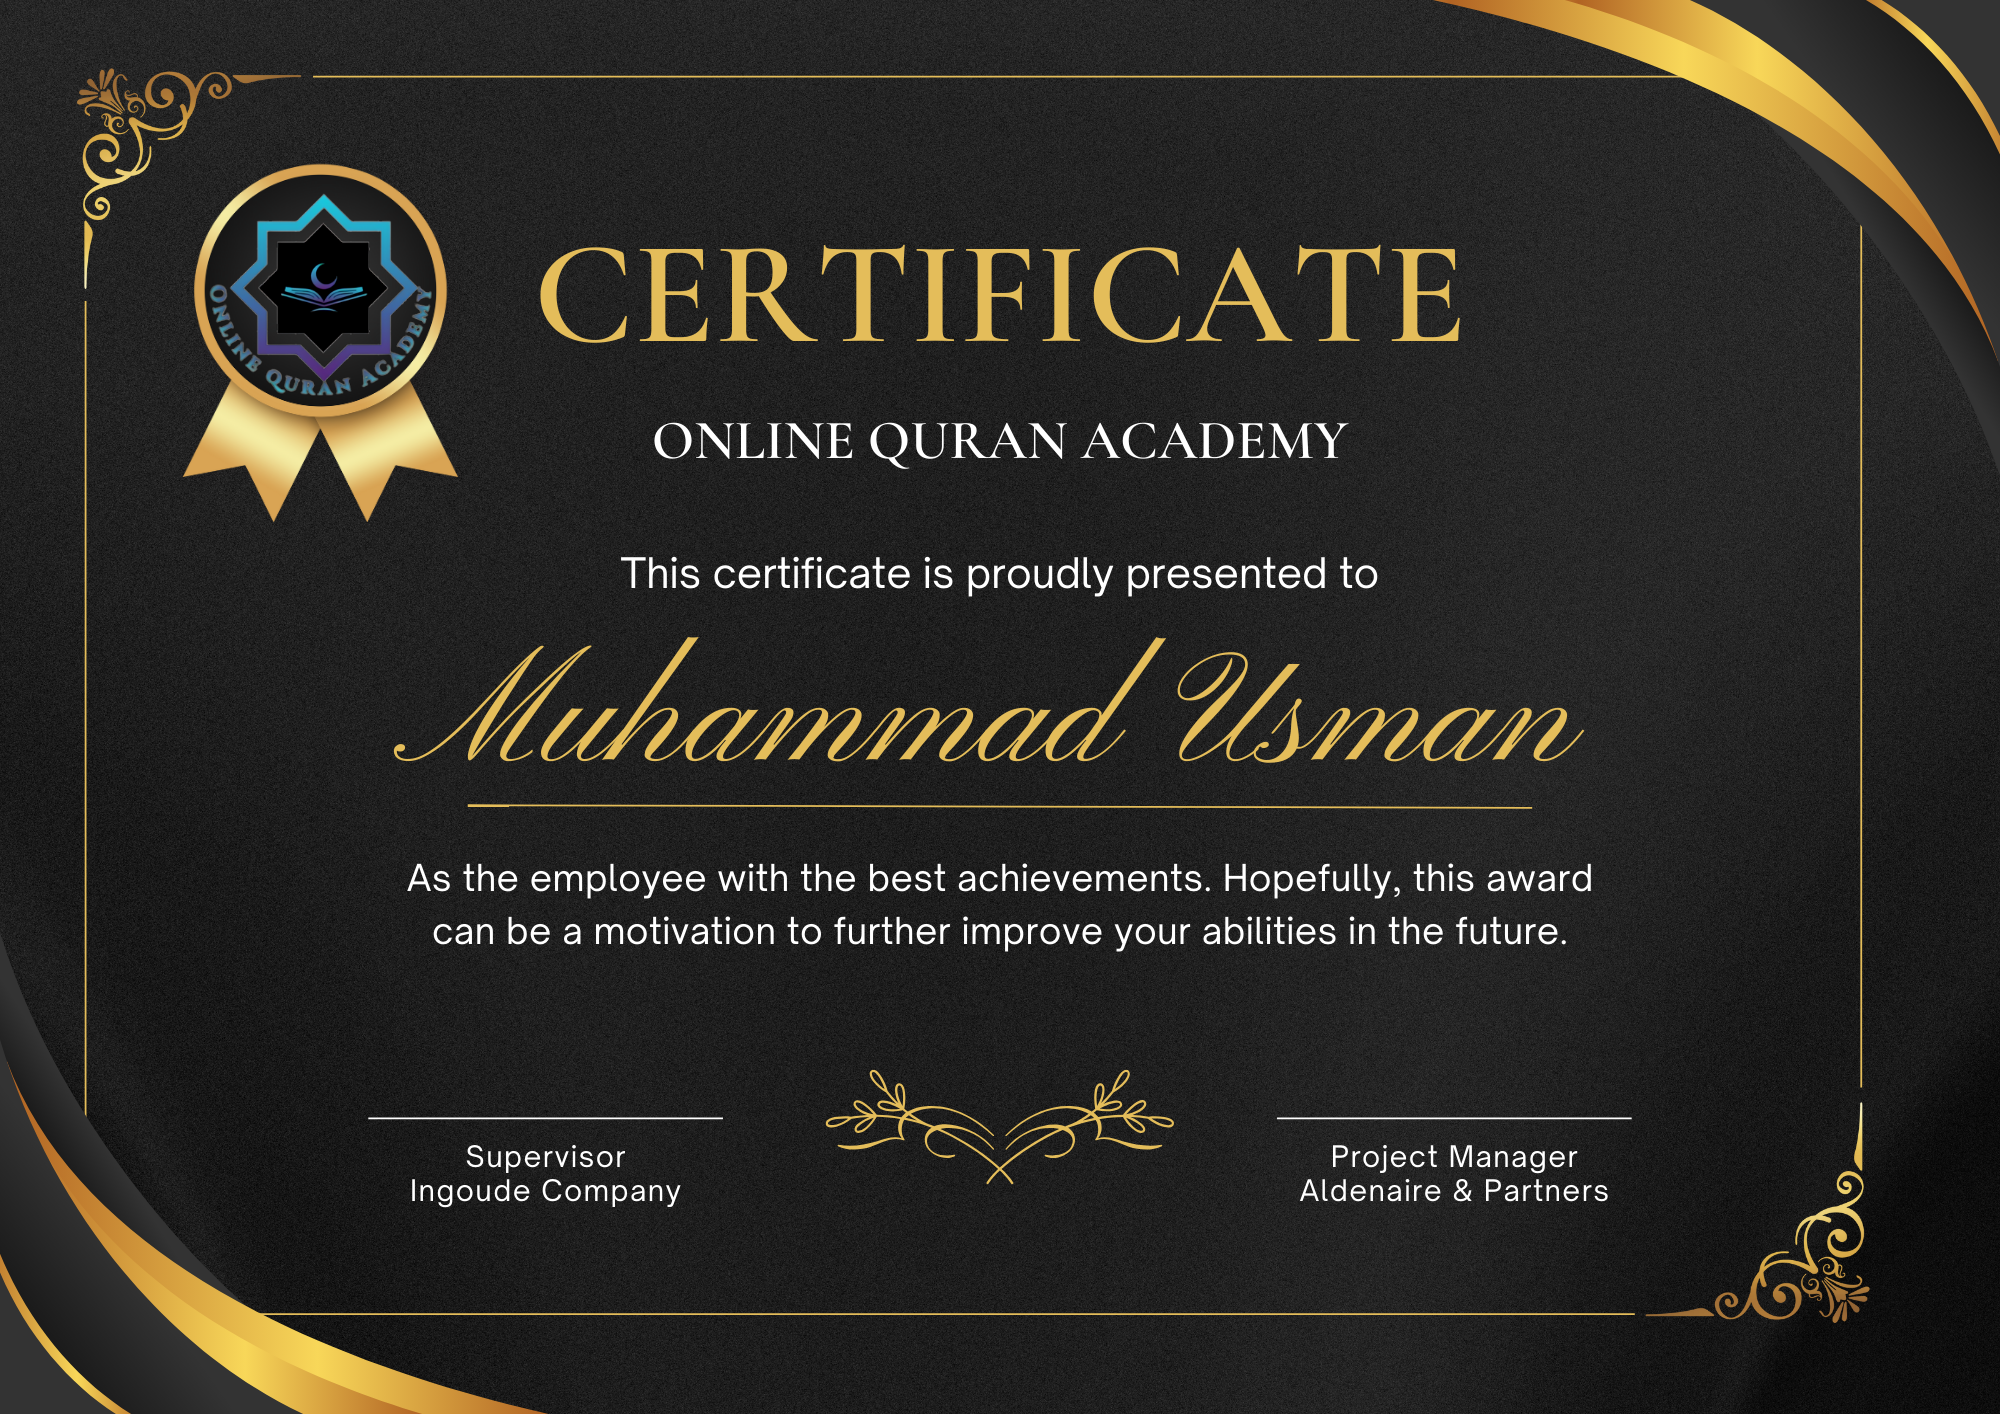 ONLINE QURAN ACADEMY
CERTIFICATE
ONLINE QURAN ACADEMY
This certificate is proudly presented to
Muhammad Usman
As the employee with the best achievements. Hopefully, this award
can be a motivation to further improve your abilities in the future.
Supervisor
Ingoude Company
Project Manager
Aldenaire & Partners